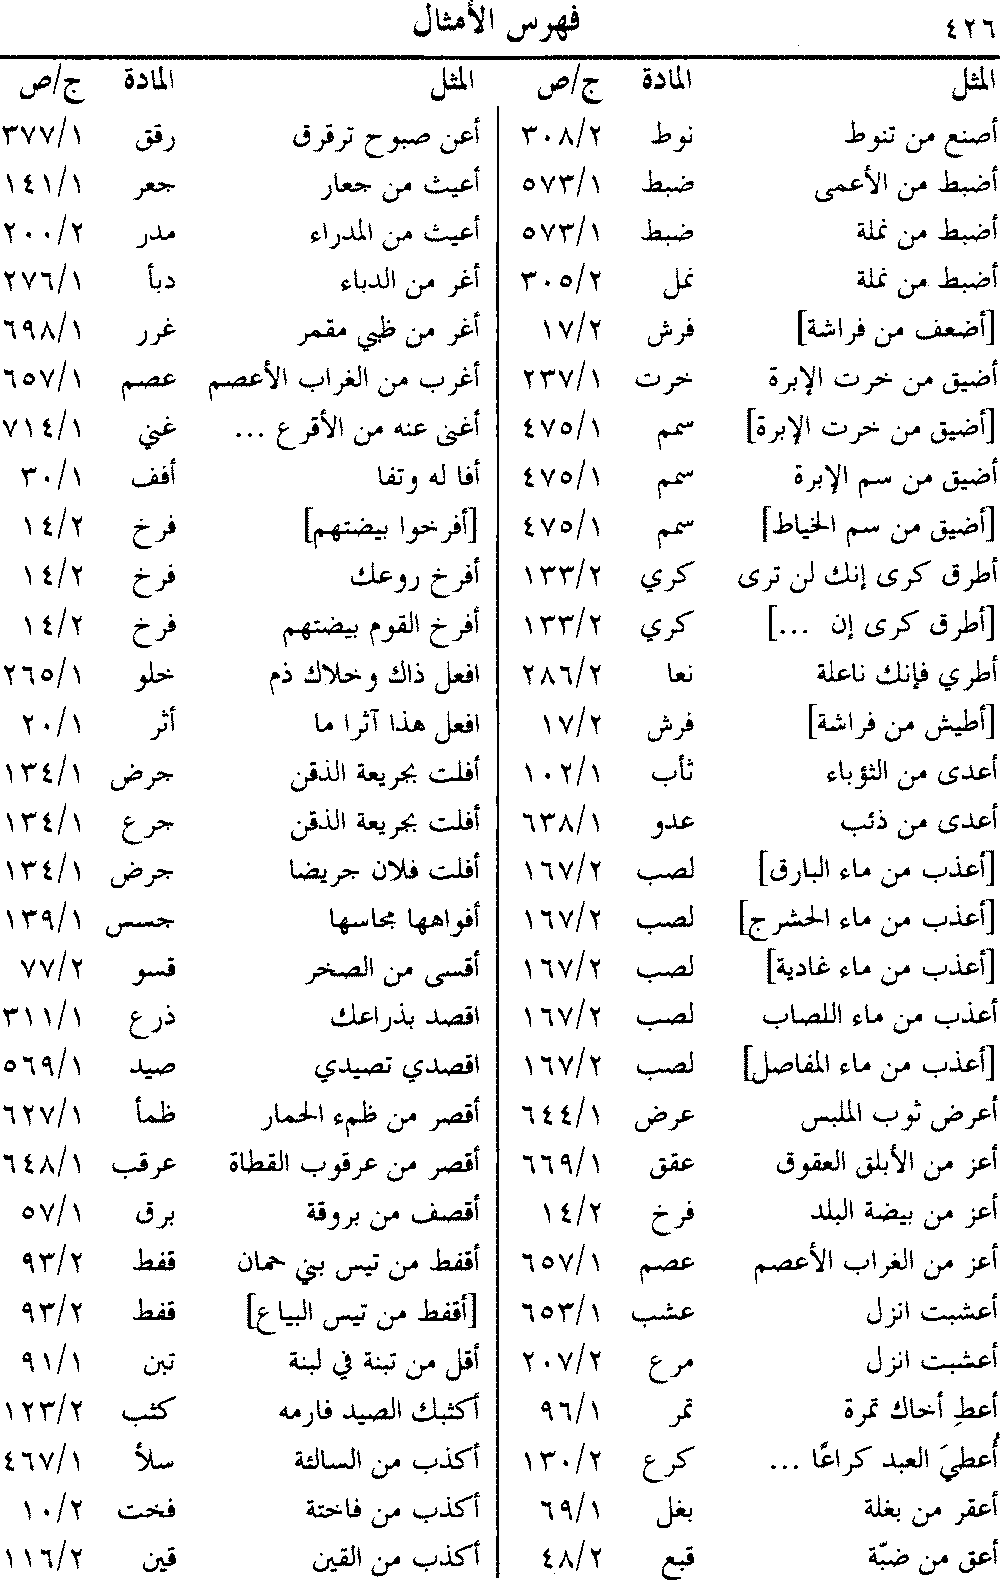 ٤٢٦ فهرس الأمثال
المثل المادة ج/ص
أصنع من تنوط نوط ٣٠٨/٢
أضبط من الأعمى ضبط ٥٧٣/١
أضبط من نملة ضبط ٥٧٣/١
أضبط من نملة نمل ٣٠٥/٢
[أضعف من فراشة] فرش ١٧/٢
أضيق من خرت الإبرة خرت ٢٣٧/١
[أضيق من خرت الإبرة] سمم ٤٧٥/١
أضيق من سم الإبرة سمم ٤٧٥/١
[أضيق من سم الخياط] سمم ٤٧٥/١
أطرق كرى إنك لن ترى كري ١٣٣/٢
[أطرق كرى إن ...] كري ١٣٣/٢
أطري فإنك ناعلة نعا ٢٨٦/٢
[أطيش من فراشة] فرش ١٧/٢
أعدى من الثؤباء ثأب ١٠٢/١
أعدى من ذئب عدو ٦٣٨/١
[أعذب من ماء البارق] لصب ١٦٧/٢
[أعذب من ماء الحشرج] لصب ١٦٧/٢
[أعذب من ماء غادية] لصب ١٦٧/٢
أعذب من ماء اللصاب لصب ١٦٧/٢
[أعذب من ماء المفاصل] لصب ١٦٧/٢
أعرض ثوب الملبس عرض ٦٤٤/١
أعز من الأبلق العقوق عقق ٦٦٩/١
أعز من بيضة البلد فرخ ١٤/٢
أعز من الغراب الأعصم عصم ٦٥٧/١
أعشبت انزل عشب ٦٥٣/١
أعشبت انزل مرع ٢٠٧/٢
أعطِ أخاك تمرة تمر ٩٦/١
أُعطيَ العبد كراعًا ... كرع ١٣٠/٢
أعقر من بغلة بغل ٦٩/١
أعق من ضبّة قبع ٤٨/٢
المثل المادة ج/ص
أعن صبوح ترقرق رقق ٣٧٧/١
أعيث من جعار جعر ١٤١/١
أعيث من المدراء مدر ٢٠٠/٢
أغر من الدباء دبأ ٢٧٦/١
أغر من ظبي مقمر غرر ٦٩٨/١
أغرب من الغراب الأعصم عصم ٦٥٧/١
أغنى عنه من الأقرع ... غني ٧١٤/١
أفا له وتفا أفف ٣٠/١
[أفرخوا بيضتهم] فرخ ١٤/٢
أفرخ روعك فرخ ١٤/٢
أفرخ القوم بيضتهم فرخ ١٤/٢
افعل ذاك وخلاك ذم خلو ٢٦٥/١
افعل هذا آثرا ما أثر ٢٠/١
أفلت بجريعة الذقن جرض ١٣٤/١
أفلت بجريعة الذقن جرع ١٣٤/١
أفلت فلان جريضا جرض ١٣٤/١
أفواهها مجاسها جسس ١٣٩/١
أقسى من الصخر قسو ٧٧/٢
اقصد بذراعك ذرع ٣١١/١
اقصدي تصيدي صيد ٥٦٩/١
أقصر من ظمء الحمار ظمأ ٦٢٧/١
أقصر من عرقوب القطاة عرقب ٦٤٨/١
أقصف من بروقة برق ٥٧/١
أقفط من تيس بني حمان قفط ٩٣/٢
[أقفط من تيس البياع] قفط ٩٣/٢
أقل من تبنة في لبنة تبن ٩١/١
أكثبك الصيد فارمه كثب ١٢٣/٢
أكذب من السالئة سلأ ٤٦٧/١
أكذب من فاختة فخت ١٠/٢
أكذب من القين قين ١١٦/٢